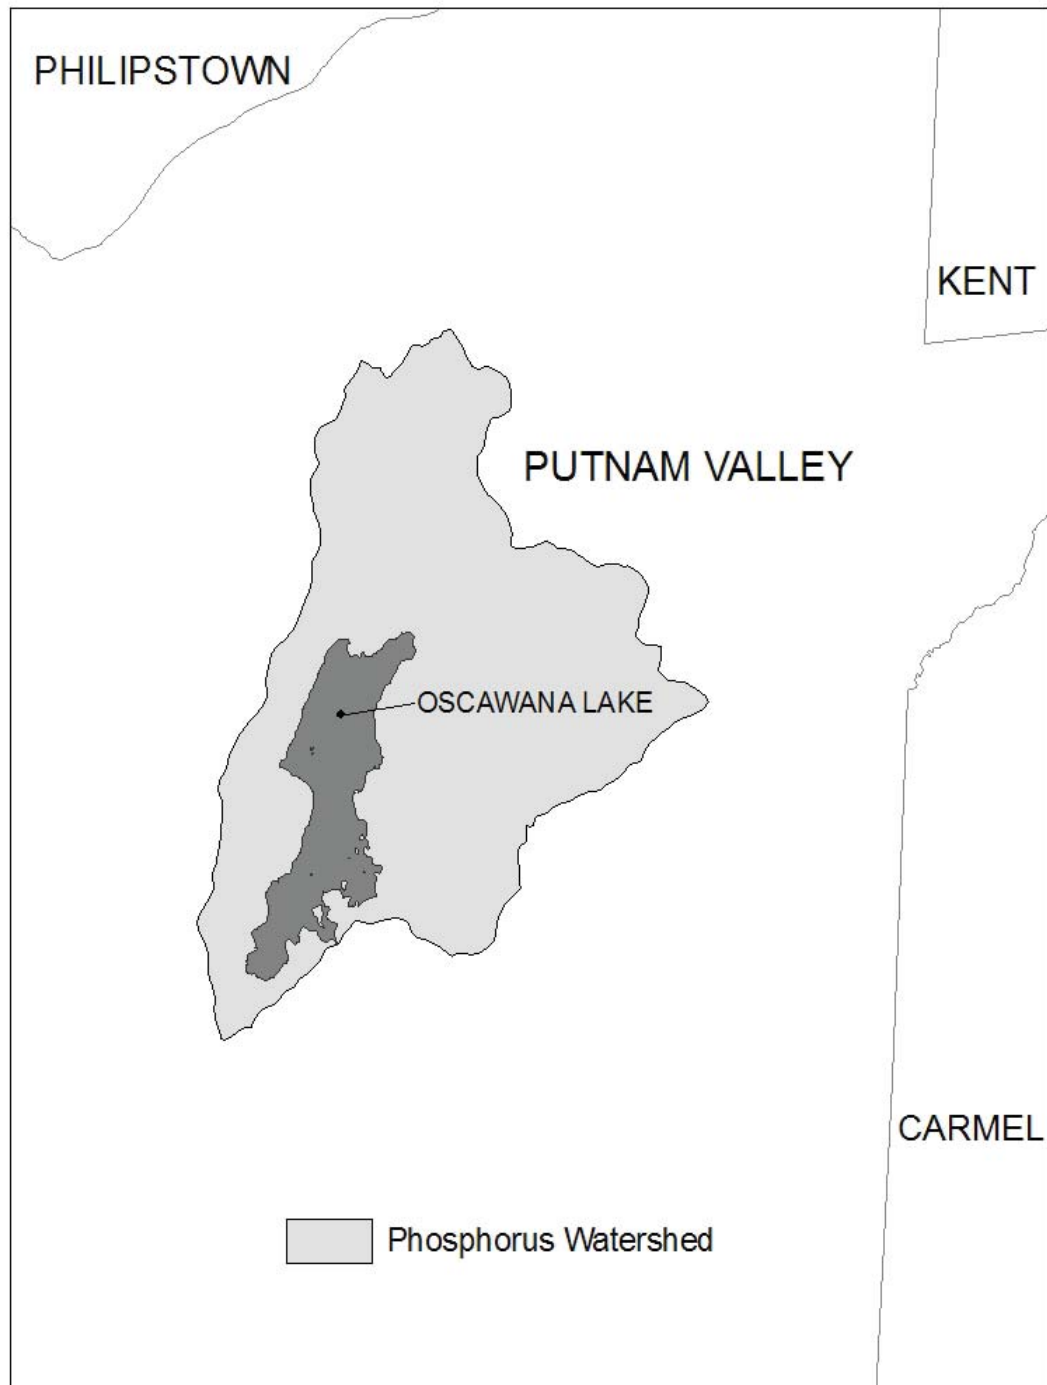 PHILIPSTOWN
KENT
PUTNAM VALLEY
OSCAWANA LAKE
CARMEL
Phosphorus Watershed